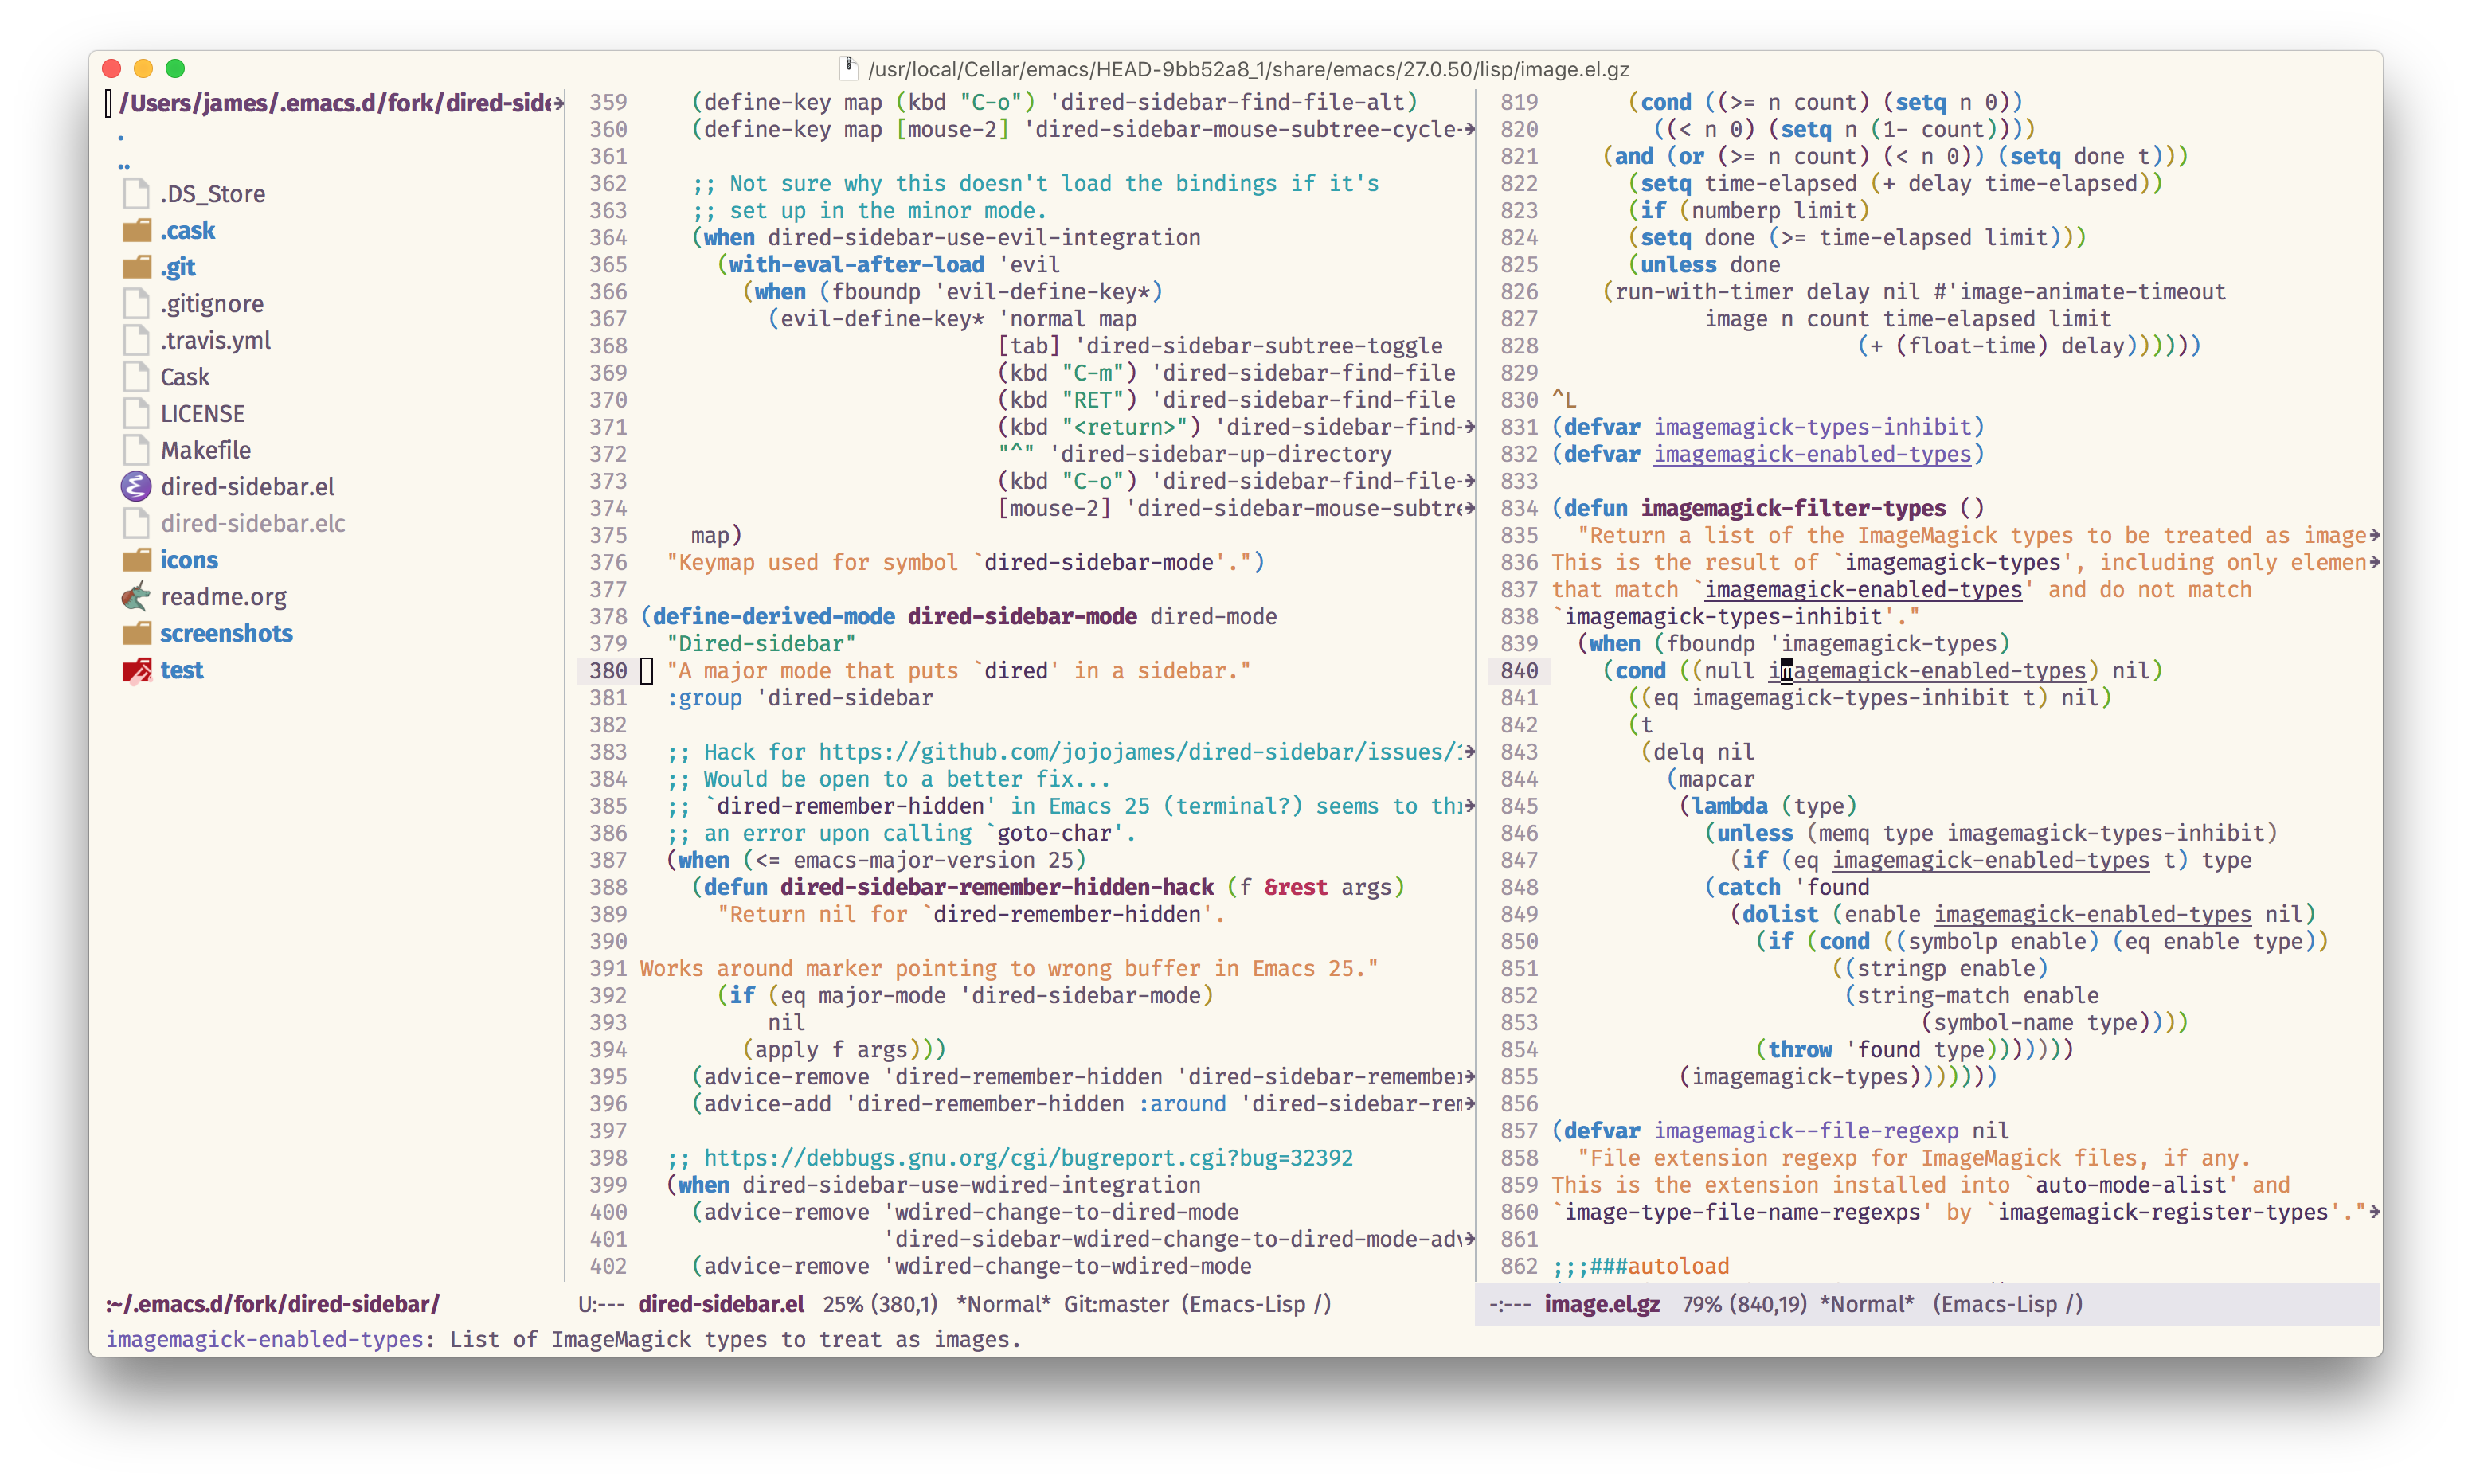 /usr/local/Cellar/emacs/HEAD-9bb52a8_1/share/emacs/27.0.50/lisp/image.el.gz
/Users/james/.emacs.d/fork/dired-side
.
..
.DS_Store
.cask
.git
.gitignore
.travis.yml
Cask
LICENSE
Makefile
dired-sidebar.el
dired-sidebar.elc
icons
readme.org
screenshots
test
:~/.emacs.d/fork/dired-sidebar/
359     (define-key map (kbd "C-o") 'dired-sidebar-find-file-alt)
360     (define-key map [mouse-2] 'dired-sidebar-mouse-subtree-cycle-
361
362     ;; Not sure why this doesn't load the bindings if it's
363     ;; set up in the minor mode.
364     (when dired-sidebar-use-evil-integration
365       (with-eval-after-load 'evil
366         (when (fboundp 'evil-define-key*)
367           (evil-define-key* 'normal map
368                             [tab] 'dired-sidebar-subtree-toggle
369                             (kbd "C-m") 'dired-sidebar-find-file
370                             (kbd "RET") 'dired-sidebar-find-file
371                             (kbd "<return>") 'dired-sidebar-find-
372                             "^" 'dired-sidebar-up-directory
373                             (kbd "C-o") 'dired-sidebar-find-file-
374                             [mouse-2] 'dired-sidebar-mouse-subtre
375     map)
376   "Keymap used for symbol `dired-sidebar-mode'.")
377
378 (define-derived-mode dired-sidebar-mode dired-mode
379   "Dired-sidebar"
380   "A major mode that puts `dired' in a sidebar."
381   :group 'dired-sidebar
382
383   ;; Hack for https://github.com/jojojames/dired-sidebar/issues/
384   ;; Would be open to a better fix...
385   ;; `dired-remember-hidden' in Emacs 25 (terminal?) seems to thr
386   ;; an error upon calling `goto-char'.
387   (when (<= emacs-major-version 25)
388     (defun dired-sidebar-remember-hidden-hack (f &rest args)
389       "Return nil for `dired-remember-hidden'.
390
391 Works around marker pointing to wrong buffer in Emacs 25."
392       (if (eq major-mode 'dired-sidebar-mode)
393           nil
394         (apply f args)))
395     (advice-remove 'dired-remember-hidden 'dired-sidebar-remember
396     (advice-add 'dired-remember-hidden :around 'dired-sidebar-rem
397
398   ;; https://debbugs.gnu.org/cgi/bugreport.cgi?bug=32392
399   (when dired-sidebar-use-wdired-integration
400     (advice-remove 'wdired-change-to-dired-mode
401                    'dired-sidebar-wdired-change-to-dired-mode-adv
402     (advice-remove 'wdired-change-to-wdired-mode
U:--- dired-sidebar.el 25% (380,1) *Normal* Git:master (Emacs-Lisp /)
819       (cond ((>= n count) (setq n 0))
820         ((< n 0) (setq n (1- count))))
821     (and (or (>= n count) (< n 0)) (setq done t)))
822       (setq time-elapsed (+ delay time-elapsed))
823       (if (numberp limit)
824       (setq done (>= time-elapsed limit)))
825       (unless done
826     (run-with-timer delay nil #'image-animate-timeout
827             image n count time-elapsed limit
828                         (+ (float-time) delay))))))
829
830 ^L
831 (defvar imagemagick-types-inhibit)
832 (defvar imagemagick-enabled-types)
833
834 (defun imagemagick-filter-types ()
835   "Return a list of the ImageMagick types to be treated as image
836 This is the result of `imagemagick-types', including only elemen
837 that match `imagemagick-enabled-types' and do not match
838 `imagemagick-types-inhibit'."
839   (when (fboundp 'imagemagick-types)
840     (cond ((null imagemagick-enabled-types) nil)
841       ((eq imagemagick-types-inhibit t) nil)
842       (t
843        (delq nil
844          (mapcar
845           (lambda (type)
846             (unless (memq type imagemagick-types-inhibit)
847               (if (eq imagemagick-enabled-types t) type
848             (catch 'found
849               (dolist (enable imagemagick-enabled-types nil)
850                 (if (cond ((symbolp enable) (eq enable type))
851                       ((stringp enable)
852                        (string-match enable
853                              (symbol-name type))))
854                 (throw 'found type)))))))
855           (imagemagick-types)))))))
856
857 (defvar imagemagick--file-regexp nil
858   "File extension regexp for ImageMagick files, if any.
859 This is the extension installed into `auto-mode-alist' and
860 `image-type-file-name-regexps' by `imagemagick-register-types'."
861
862 ;;;###autoload
-:--- image.el.gz 79% (840,19) *Normal* (Emacs-Lisp /)
imagemagick-enabled-types: List of ImageMagick types to treat as images.